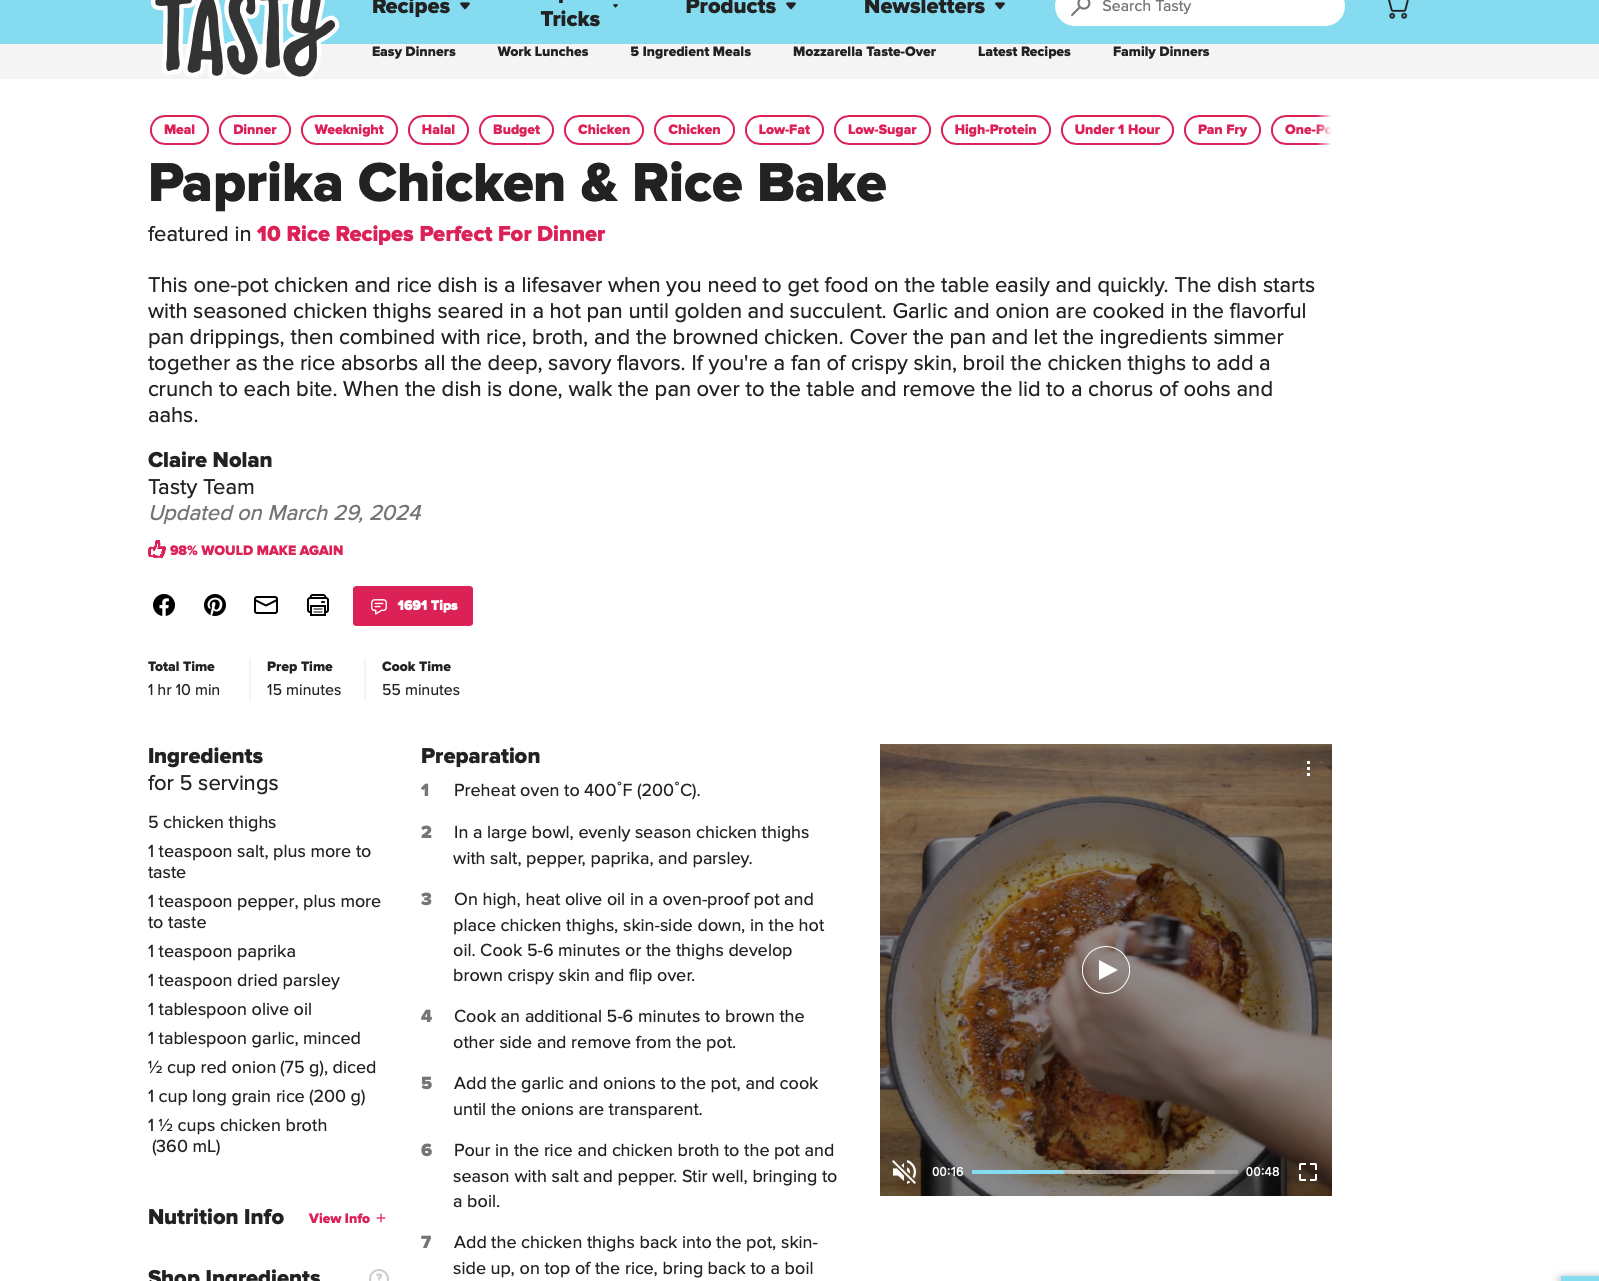 TASTY
Recipes
Tricks
Products
Newsletters
Search Tasty
Easy Dinners
Work Lunches
5 Ingredient Meals
Mozzarella Taste-Over
Latest Recipes
Family Dinners
Meal
Dinner
Weeknight
Halal
Budget
Chicken
Chicken
Low-Fat
Low-Sugar
High-Protein
Under 1 Hour
Pan Fry
Paprika Chicken & Rice Bake
featured in 10 Rice Recipes Perfect For Dinner
This one-pot chicken and rice dish is a lifesaver when you need to get food on the table easily and quickly. The dish starts
with seasoned chicken thighs seared in a hot pan until golden and succulent. Garlic and onion are cooked in the flavorful
pan drippings, then combined with rice, broth, and the browned chicken. Cover the pan and let the ingredients simmer
together as the rice absorbs all the deep, savory flavors. If you're a fan of crispy skin, broil the chicken thighs to add a
crunch to each bite. When the dish is done, walk the pan over to the table and remove the lid to a chorus of oohs and
aahs.
Claire Nolan
Tasty Team
Updated on March 29, 2024
98% WOULD MAKE AGAIN
1691 Tips
Total Time
1 hr 10 min
Prep Time
15 minutes
Cook Time
55 minutes
Ingredients
for 5 servings
5 chicken thighs
1 teaspoon salt, plus more to
taste
1 teaspoon pepper, plus more
to taste
1 teaspoon paprika
1 teaspoon dried parsley
1 tablespoon olive oil
1 tablespoon garlic, minced
½ cup red onion (75 g), diced
1 cup long grain rice (200 g)
1 ½ cups chicken broth
(360 mL)
Nutrition Info
View Info +
Shop Ingredients
?
Preparation
1 Preheat oven to 400˚F (200˚C).
2 In a large bowl, evenly season chicken thighs
with salt, pepper, paprika, and parsley.
3 On high, heat olive oil in a oven-proof pot and
place chicken thighs, skin-side down, in the hot
oil. Cook 5-6 minutes or the thighs develop
brown crispy skin and flip over.
4 Cook an additional 5-6 minutes to brown the
other side and remove from the pot.
5 Add the garlic and onions to the pot, and cook
until the onions are transparent.
6 Pour in the rice and chicken broth to the pot and
season with salt and pepper. Stir well, bringing to
a boil.
7 Add the chicken thighs back into the pot, skin-
side up, on top of the rice, bring back to a boil
00:16
00:48